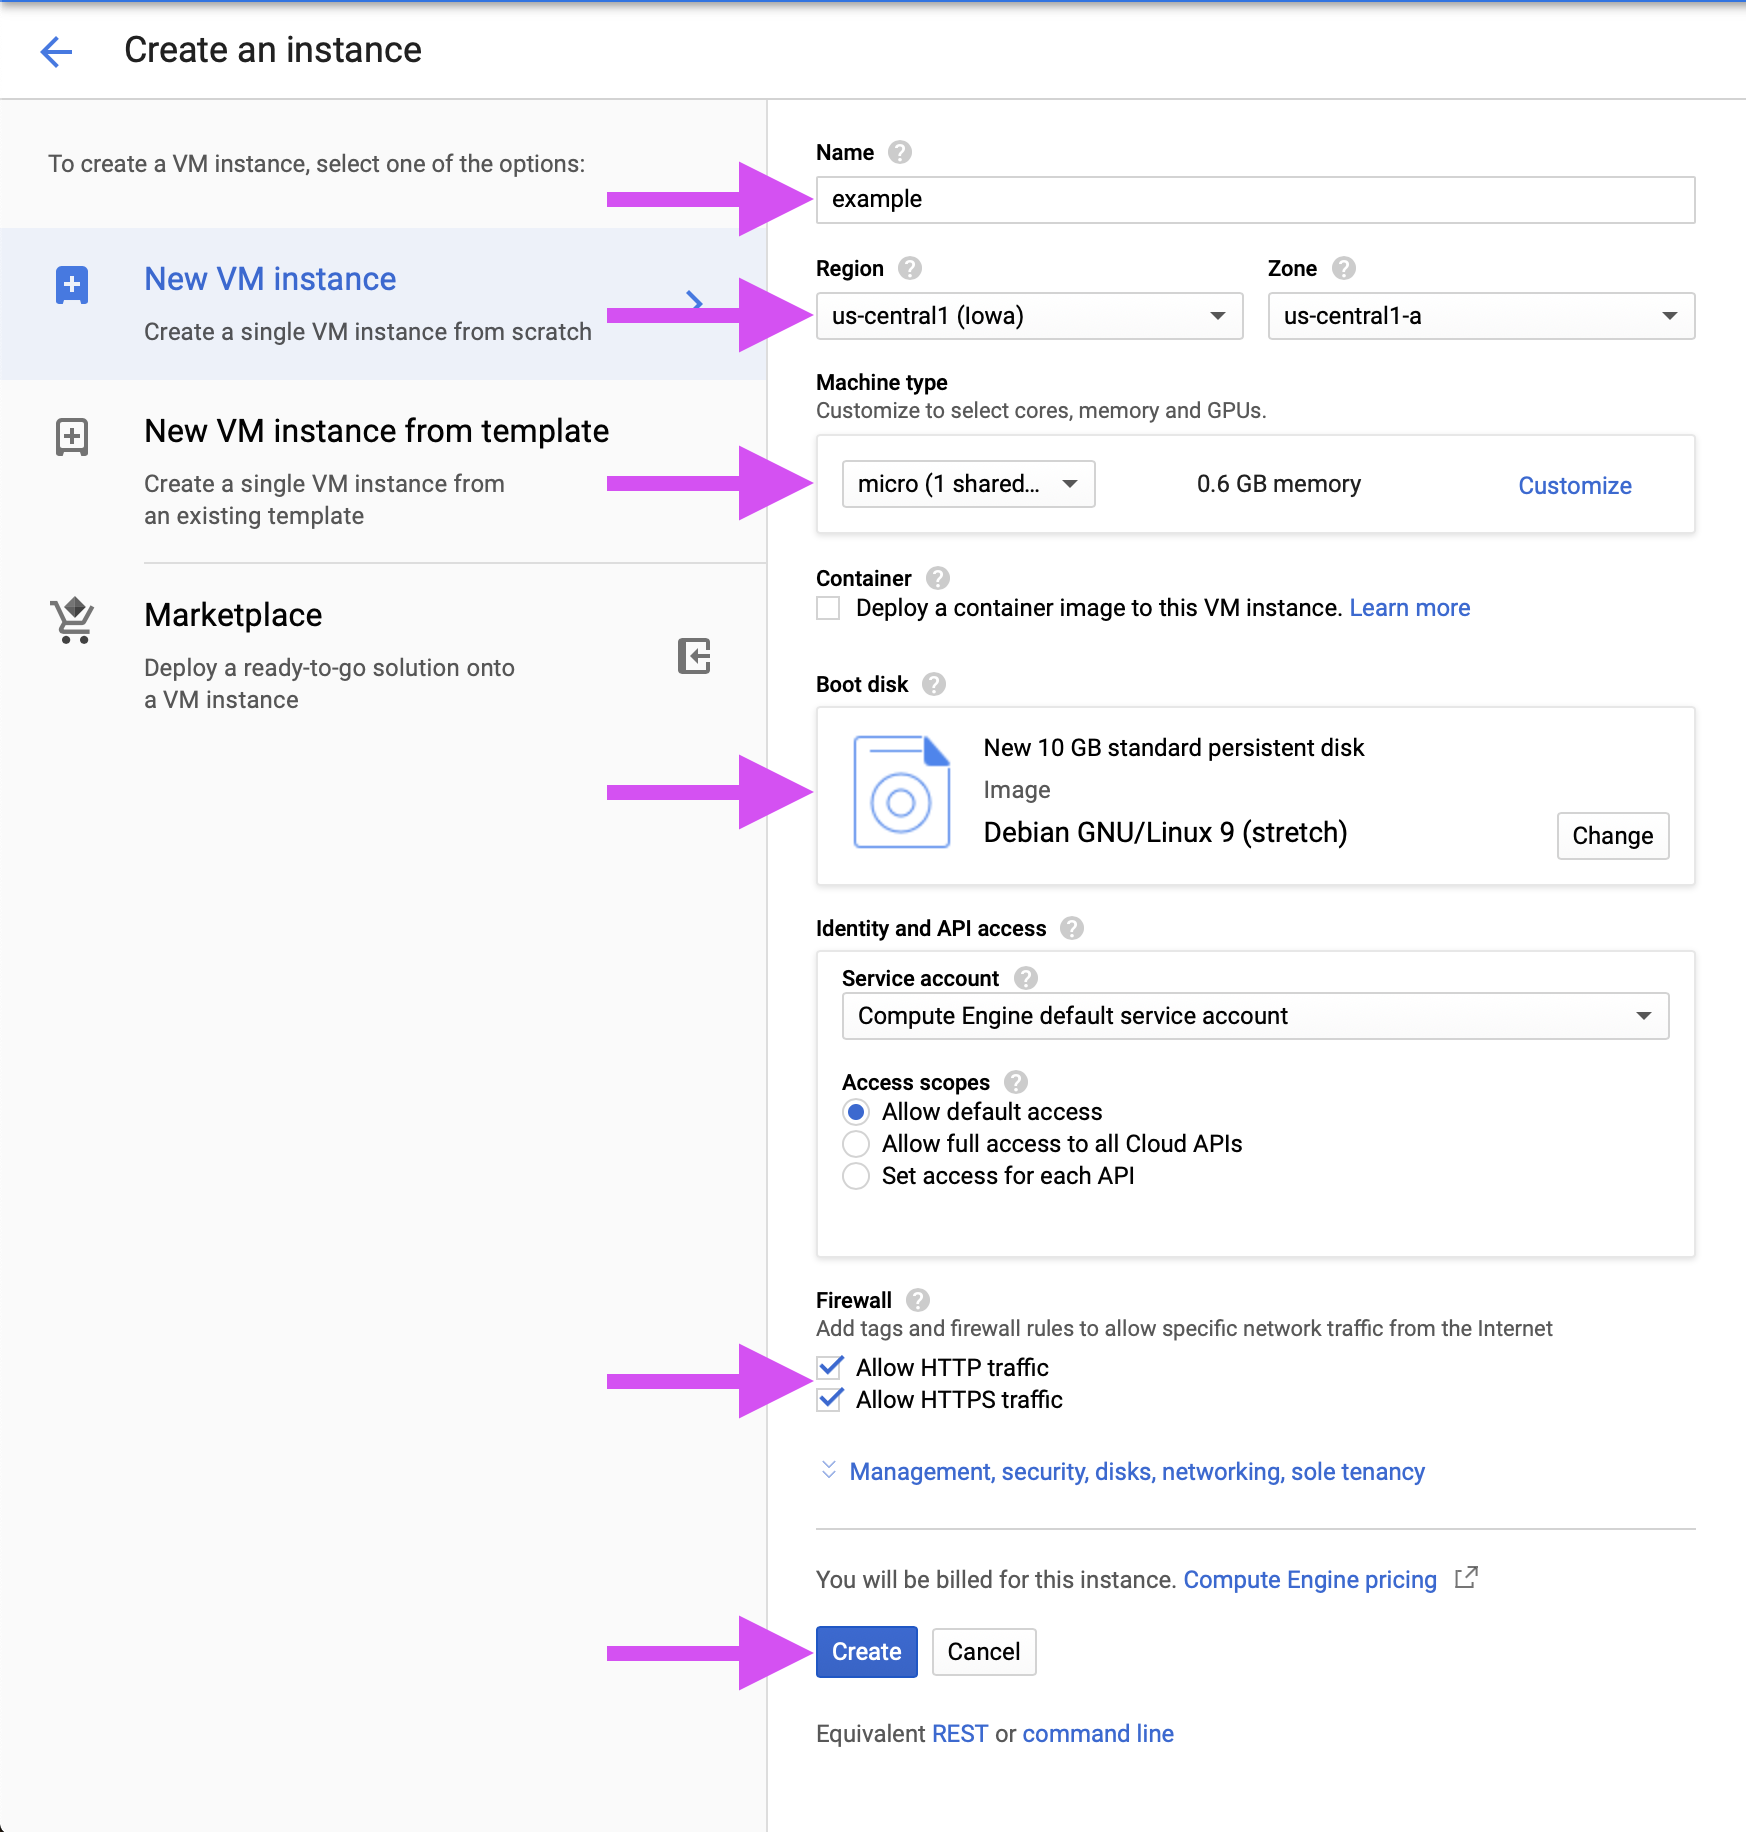 Create an instance
To create a VM instance, select one of the options:
New VM instance
Create a single VM instance from scratch
New VM instance from template
Create a single VM instance from
an existing template
Marketplace
Deploy a ready-to-go solution onto
a VM instance
Name
example
Region
us-central1 (Iowa)
Zone
us-central1-a
Machine type
Customize to select cores, memory and GPUs.
micro (1 shared...
0.6 GB memory
Customize
Container
Deploy a container image to this VM instance. Learn more
Boot disk
New 10 GB standard persistent disk
Image
Debian GNU/Linux 9 (stretch)
Change
Identity and API access
Service account
Compute Engine default service account
Access scopes
Allow default access
Allow full access to all Cloud APIs
Set access for each API
Firewall
Add tags and firewall rules to allow specific network traffic from the Internet
Allow HTTP traffic
Allow HTTPS traffic
Management, security, disks, networking, sole tenancy
You will be billed for this instance. Compute Engine pricing
Create
Cancel
Equivalent REST or command line